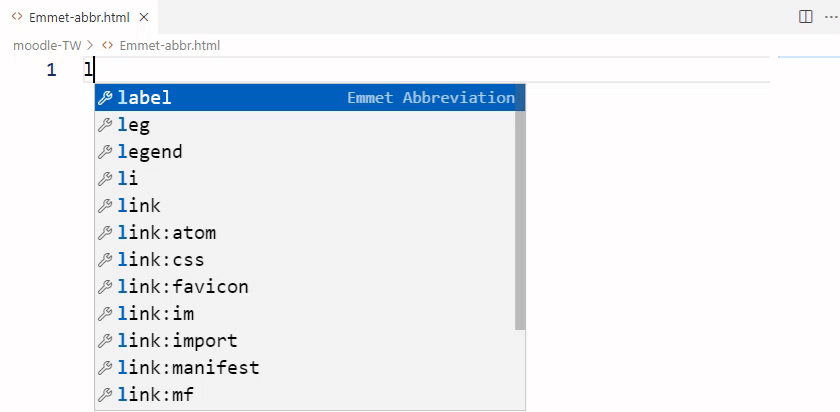 Emmet-abbr.html
moodle-TW > Emmet-abbr.html
1 l
label Emmet Abbreviation
leg
legend
li
link
link:atom
link:css
link:favicon
link:im
link:import
link:manifest
link:mf